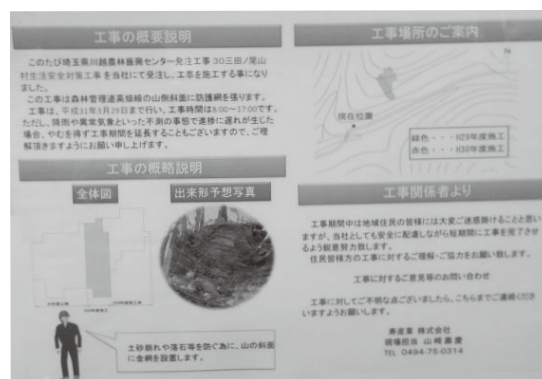 工事の概要説明
このたび埼玉県川越農林振興センター発注工事30三田ノ尾山
村生活安全対策工事を当社にて受注し、工事を施工する事になり
ました。
この工事は森林管理道高畑線の山側斜面に防護網を張ります。
工事は、平成31年3月29日まで行い、工事時間は8:00～17:00です。
ただし、降雨や異常気象といった不測の事態で進捗に遅れが生じた
場合、やむを得ず工事期間を延長することもございますので、ご理
解頂きますようにお願い申し上げます。
工事の概略説明
全体図
出来形予想写真
土砂崩れや落石等を防ぐ為に、山の斜面
に金網を設置します。
工事場所のご案内
N
現在位置
緑色・・・H29年度施工
赤色・・・H30年度施工
工事関係者より
工事期間中は地域住民の皆様には大変ご迷惑掛けることと思い
ますが、当社としても安全に配慮しながら短期間に工事を完了させ
るよう鋭意努力致します。
住民皆様方の工事に対するご理解・ご協力をお願い致します。
工事に対するご意見等のお問い合わせ
工事に対してご不明な点ございましたら、こちらまでご連絡くださ
いますようお願いします。
寿産業 株式会社
現場担当 山崎
TEL 0494-75-0314